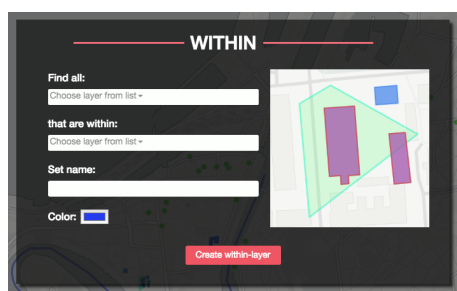 WITHIN
Find all:
Choose layer from list
that are within:
Choose layer from list
Set name:
Color:
Create within-layer